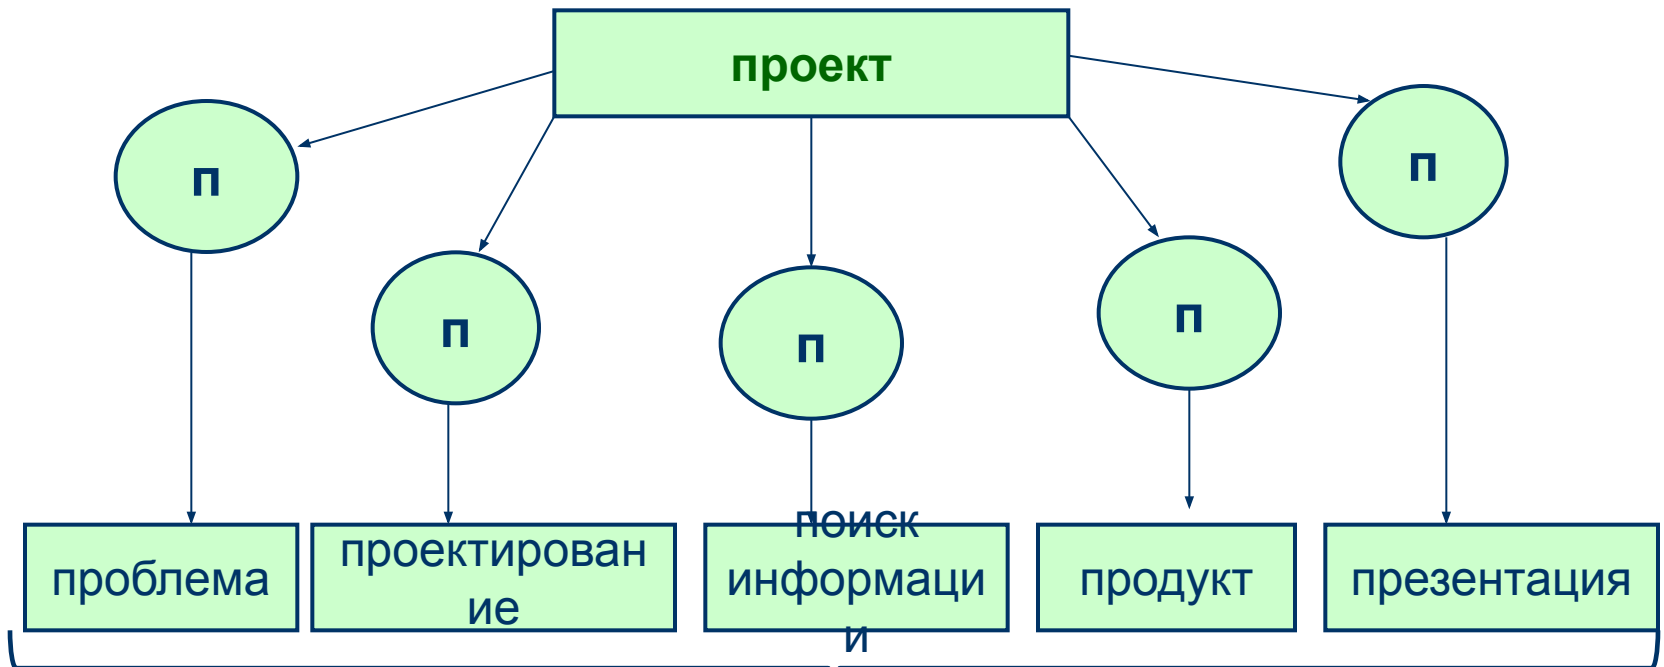 проект
п
п
п
п
п
проблема
проектирован
ие
поиск
информаци
и
продукт
презентация